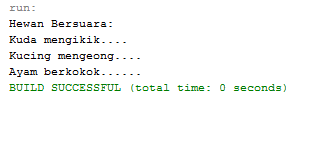 run:
Hewan Bersuara:
Kuda mengikik....
Kucing mengeong....
Ayam berkokok......
BUILD SUCCESSFUL (total time: 0 seconds)